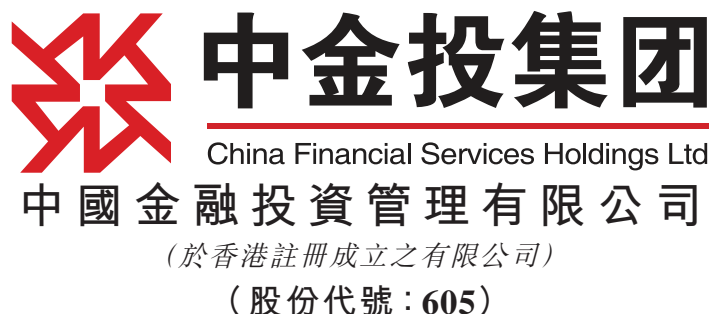 中金投集团
China Financial Services Holdings Ltd
中國金融投資管理有限公司
(於香港註冊成立之有限公司)
(股份代號：605)